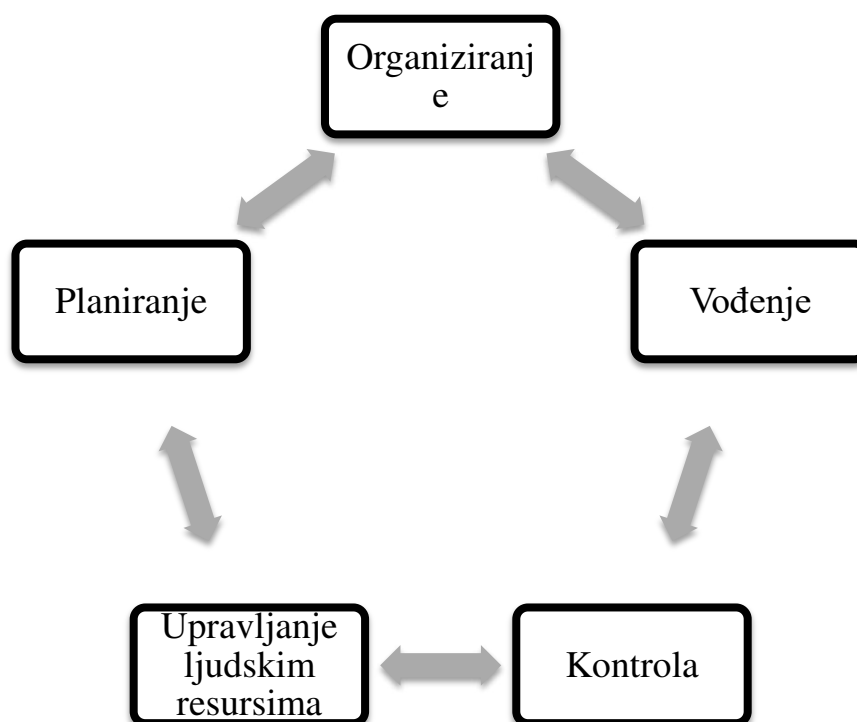 Organiziranj
e
Planiranje
Vođenje
Upravljanje
ljudskim
resursima
Kontrola